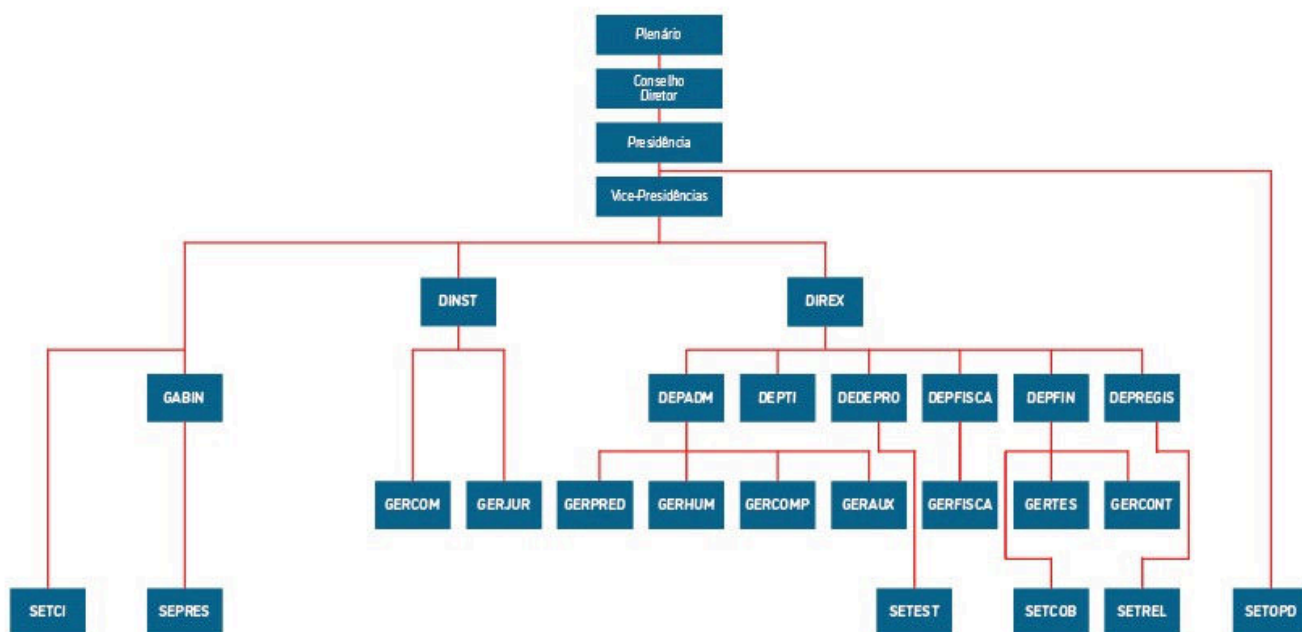 Plenário
Conselho
Diretor
Presidência
Vice-Presidências
DINST
DIREX
GABIN
DEPADM
DEPTI
DEDEPRO
DEPFISCA
DEPFIN
DEPREGIS
GERCOM
GERJUR
GERPRED
GERHUM
GERCOMP
GERAUX
GERFISCA
GERTES
GERCONT
SETCI
SEPRES
SETEST
SETCOB
SETREL
SETOPD